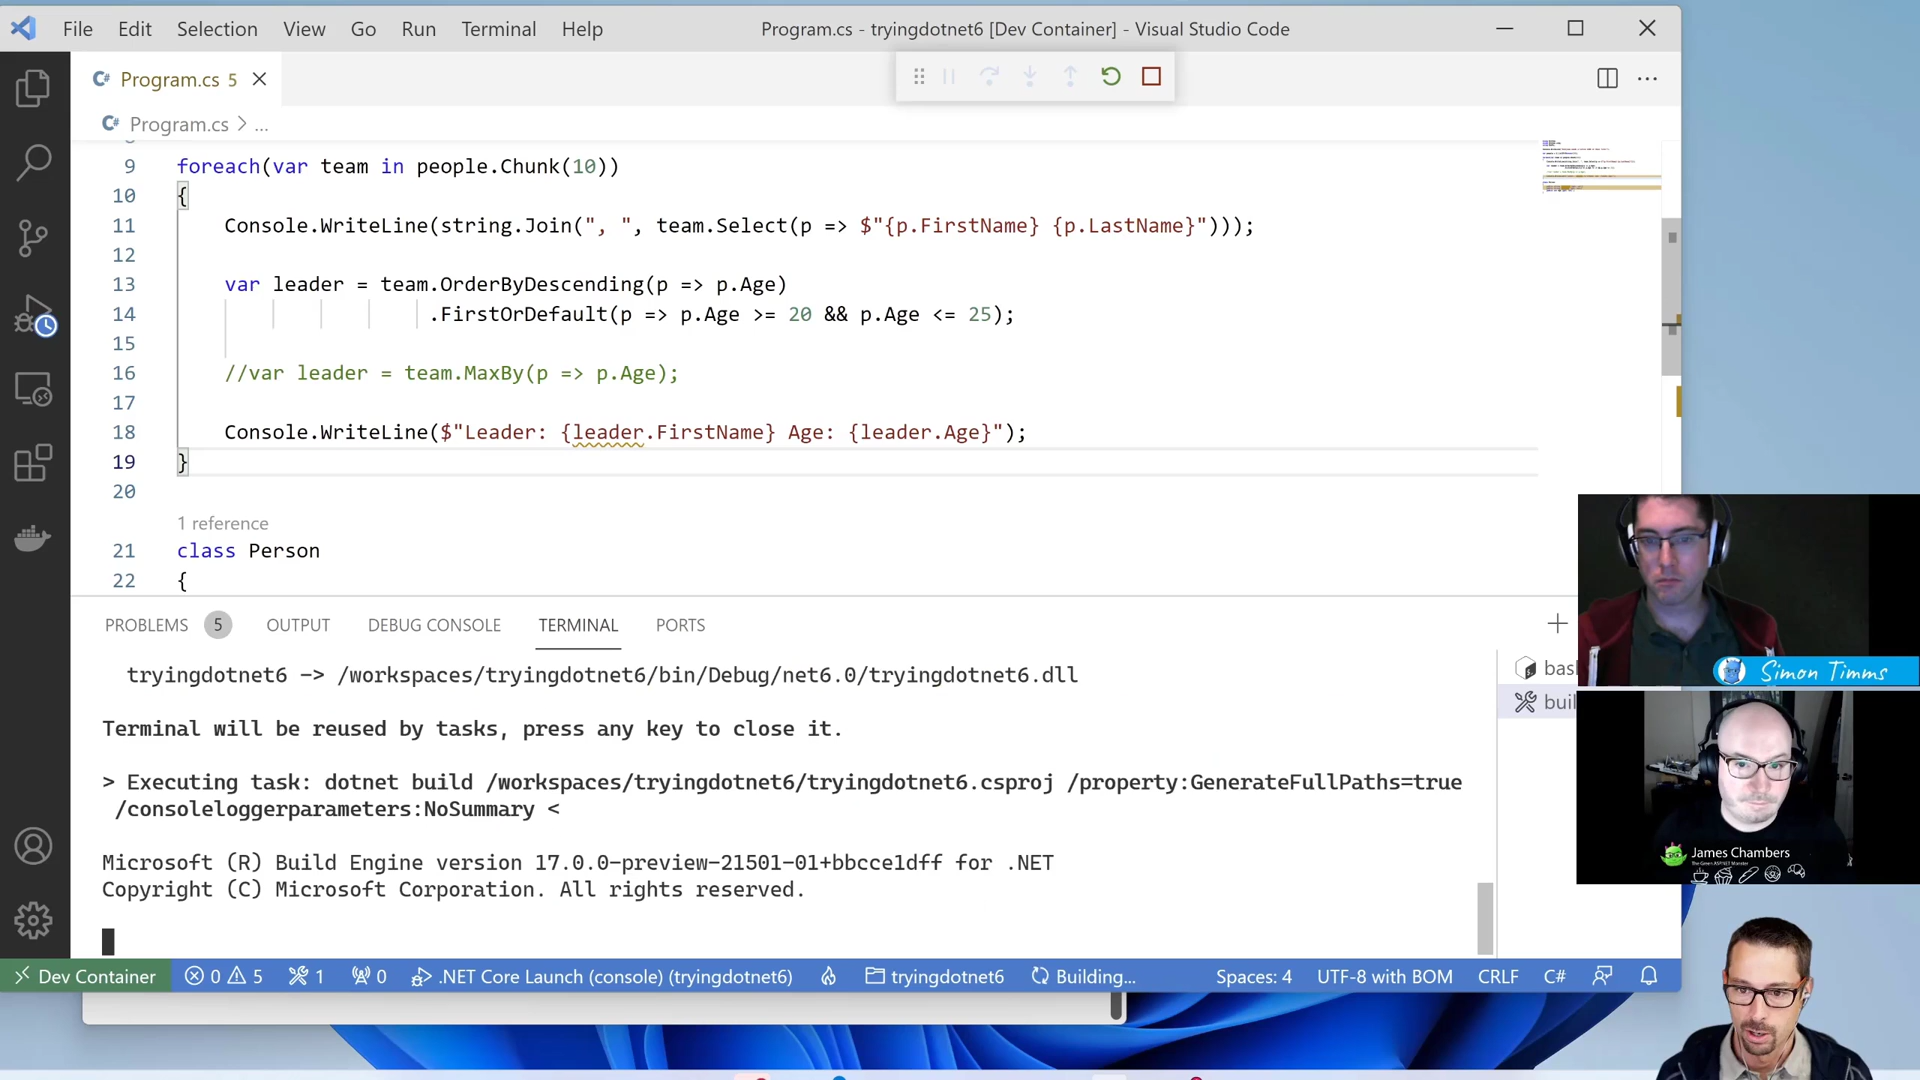 File Edit Selection View Go Run Terminal Help
Program.cs - tryingdotnet6 [Dev Container] - Visual Studio Code
Program.cs 5
Program.cs > ...
9 foreach(var team in people.Chunk(10))
10 {
11 Console.WriteLine(string.Join(", ", team.Select(p => $"{p.FirstName} {p.LastName}")));
12
13 var leader = team.OrderByDescending(p => p.Age)
14 .FirstOrDefault(p => p.Age >= 20 && p.Age <= 25);
15
16 //var leader = team.MaxBy(p => p.Age);
17
18 Console.WriteLine($"Leader: {leader.FirstName} Age: {leader.Age}");
19 }
20
1 reference
21 class Person
22 {
PROBLEMS 5 OUTPUT DEBUG CONSOLE TERMINAL PORTS
tryingdotnet6 -> /workspaces/tryingdotnet6/bin/Debug/net6.0/tryingdotnet6.dll
Terminal will be reused by tasks, press any key to close it.
> Executing task: dotnet build /workspaces/tryingdotnet6/tryingdotnet6.csproj /property:GenerateFullPaths=true
/consoleloggerparameters:NoSummary <
Microsoft (R) Build Engine version 17.0.0-preview-21501-01+bbcce1dff for .NET
Copyright (C) Microsoft Corporation. All rights reserved.
bas
buil
Simon Timms
James Chambers
Dev Container 0 5 1 0 .NET Core Launch (console) (tryingdotnet6) tryingdotnet6 Building... Spaces: 4 UTF-8 with BOM CRLF C#